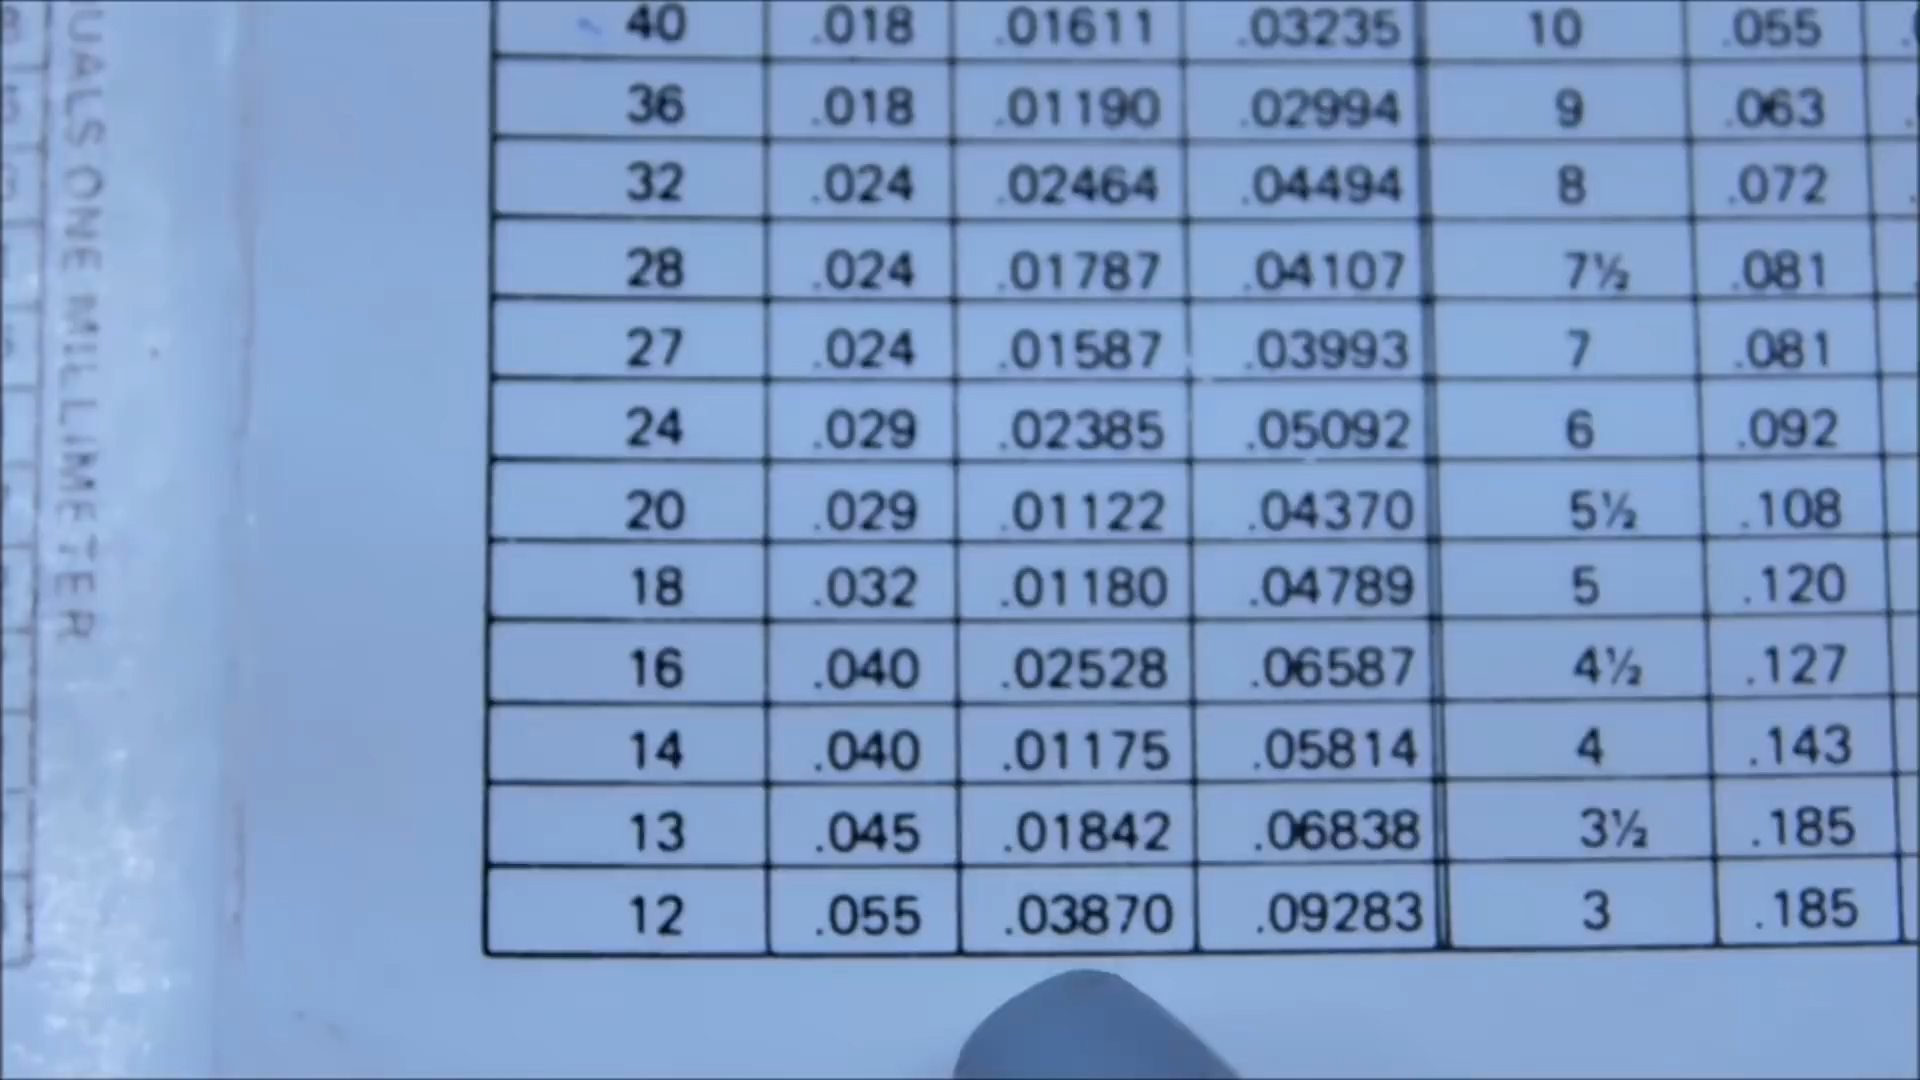 UALS ONE MILLIMETER
40 .018 .01611 .03235 10 .055
36 .018 .01190 .02994 9 .063
32 .024 .02464 .04494 8 .072
28 .024 .01787 .04107 7½ .081
27 .024 .01587 .03993 7 .081
24 .029 .02385 .05092 6 .092
20 .029 .01122 .04370 5½ .108
18 .032 .01180 .04789 5 .120
16 .040 .02528 .06587 4½ .127
14 .040 .01175 .05814 4 .143
13 .045 .01842 .06838 3½ .185
12 .055 .03870 .09283 3 .185